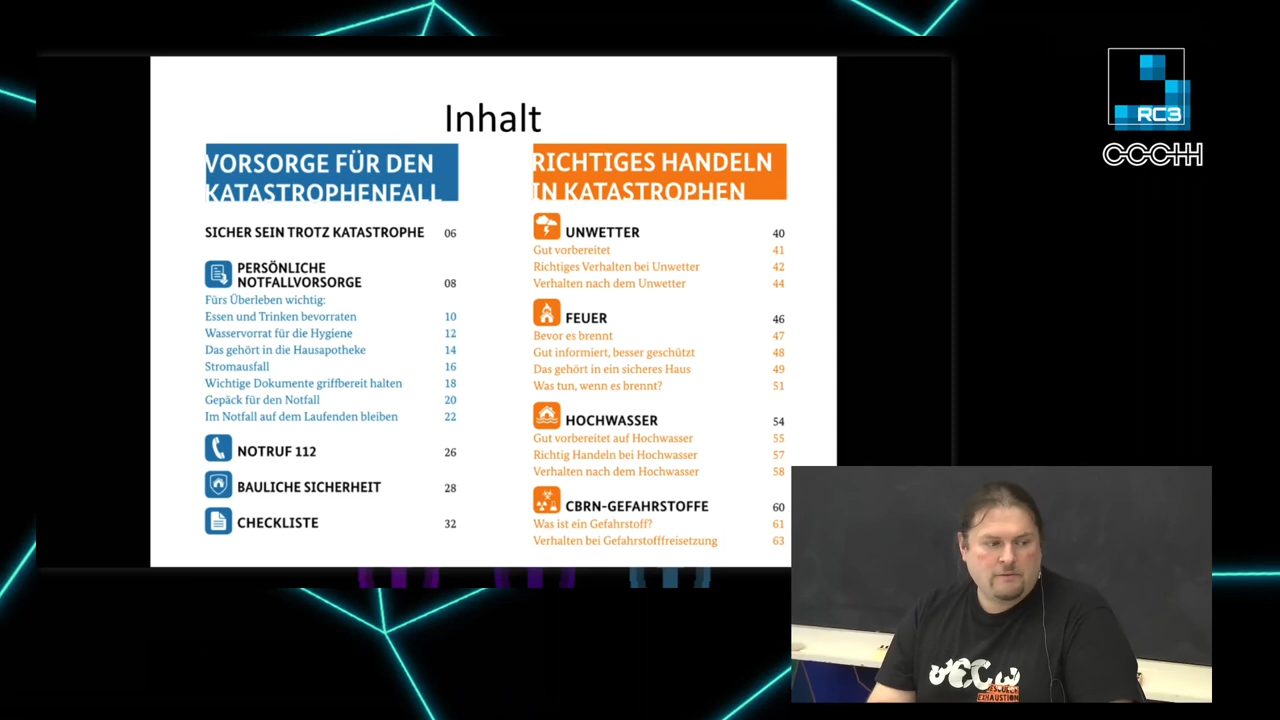 Inhalt
VORSORGE FÜR DEN
KATASTROPHENFALL
SICHER SEIN TROTZ KATASTROPHE 06
PERSÖNLICHE
NOTFALLVORSORGE 08
Fürs Überleben wichtig:
Essen und Trinken bevorraten 10
Wasservorrat für die Hygiene 12
Das gehört in die Hausapotheke 14
Stromausfall 16
Wichtige Dokumente griffbereit halten 18
Gepäck für den Notfall 20
Im Notfall auf dem Laufenden bleiben 22
NOTRUF 112 26
BAULICHE SICHERHEIT 28
CHECKLISTE 32
RICHTIGES HANDELN
IN KATASTROPHEN
UNWETTER 40
Gut vorbereitet 41
Richtiges Verhalten bei Unwetter 42
Verhalten nach dem Unwetter 44
FEUER 46
Bevor es brennt 47
Gut informiert, besser geschützt 48
Das gehört in ein sicheres Haus 49
Was tun, wenn es brennt? 51
HOCHWASSER 54
Gut vorbereitet auf Hochwasser 55
Richtig Handeln bei Hochwasser 57
Verhalten nach dem Hochwasser 58
CBRN-GEFAHRSTOFFE 60
Was ist ein Gefahrstoff? 61
Verhalten bei Gefahrstofffreisetzung 63
RC3
CCCHH
EXHAUSTION